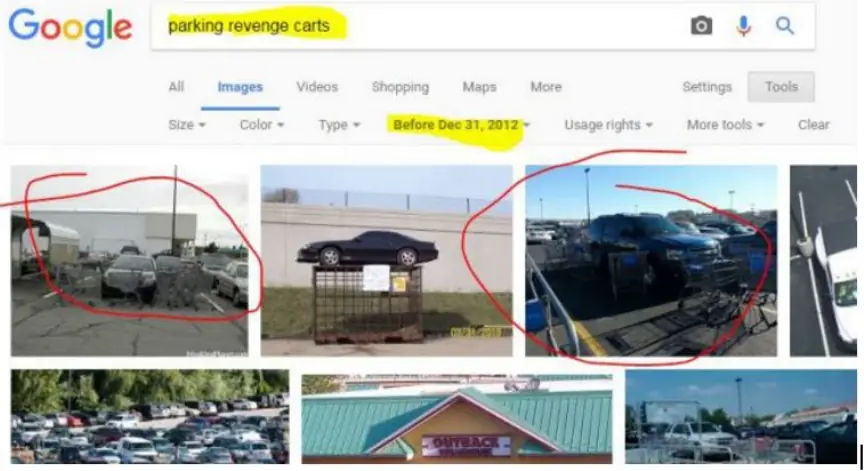 Google
parking revenge carts
All Images Videos Shopping Maps More Settings Tools
Size Color Type Before Dec 31, 2012 Usage rights More tools Clear
OUTBACK